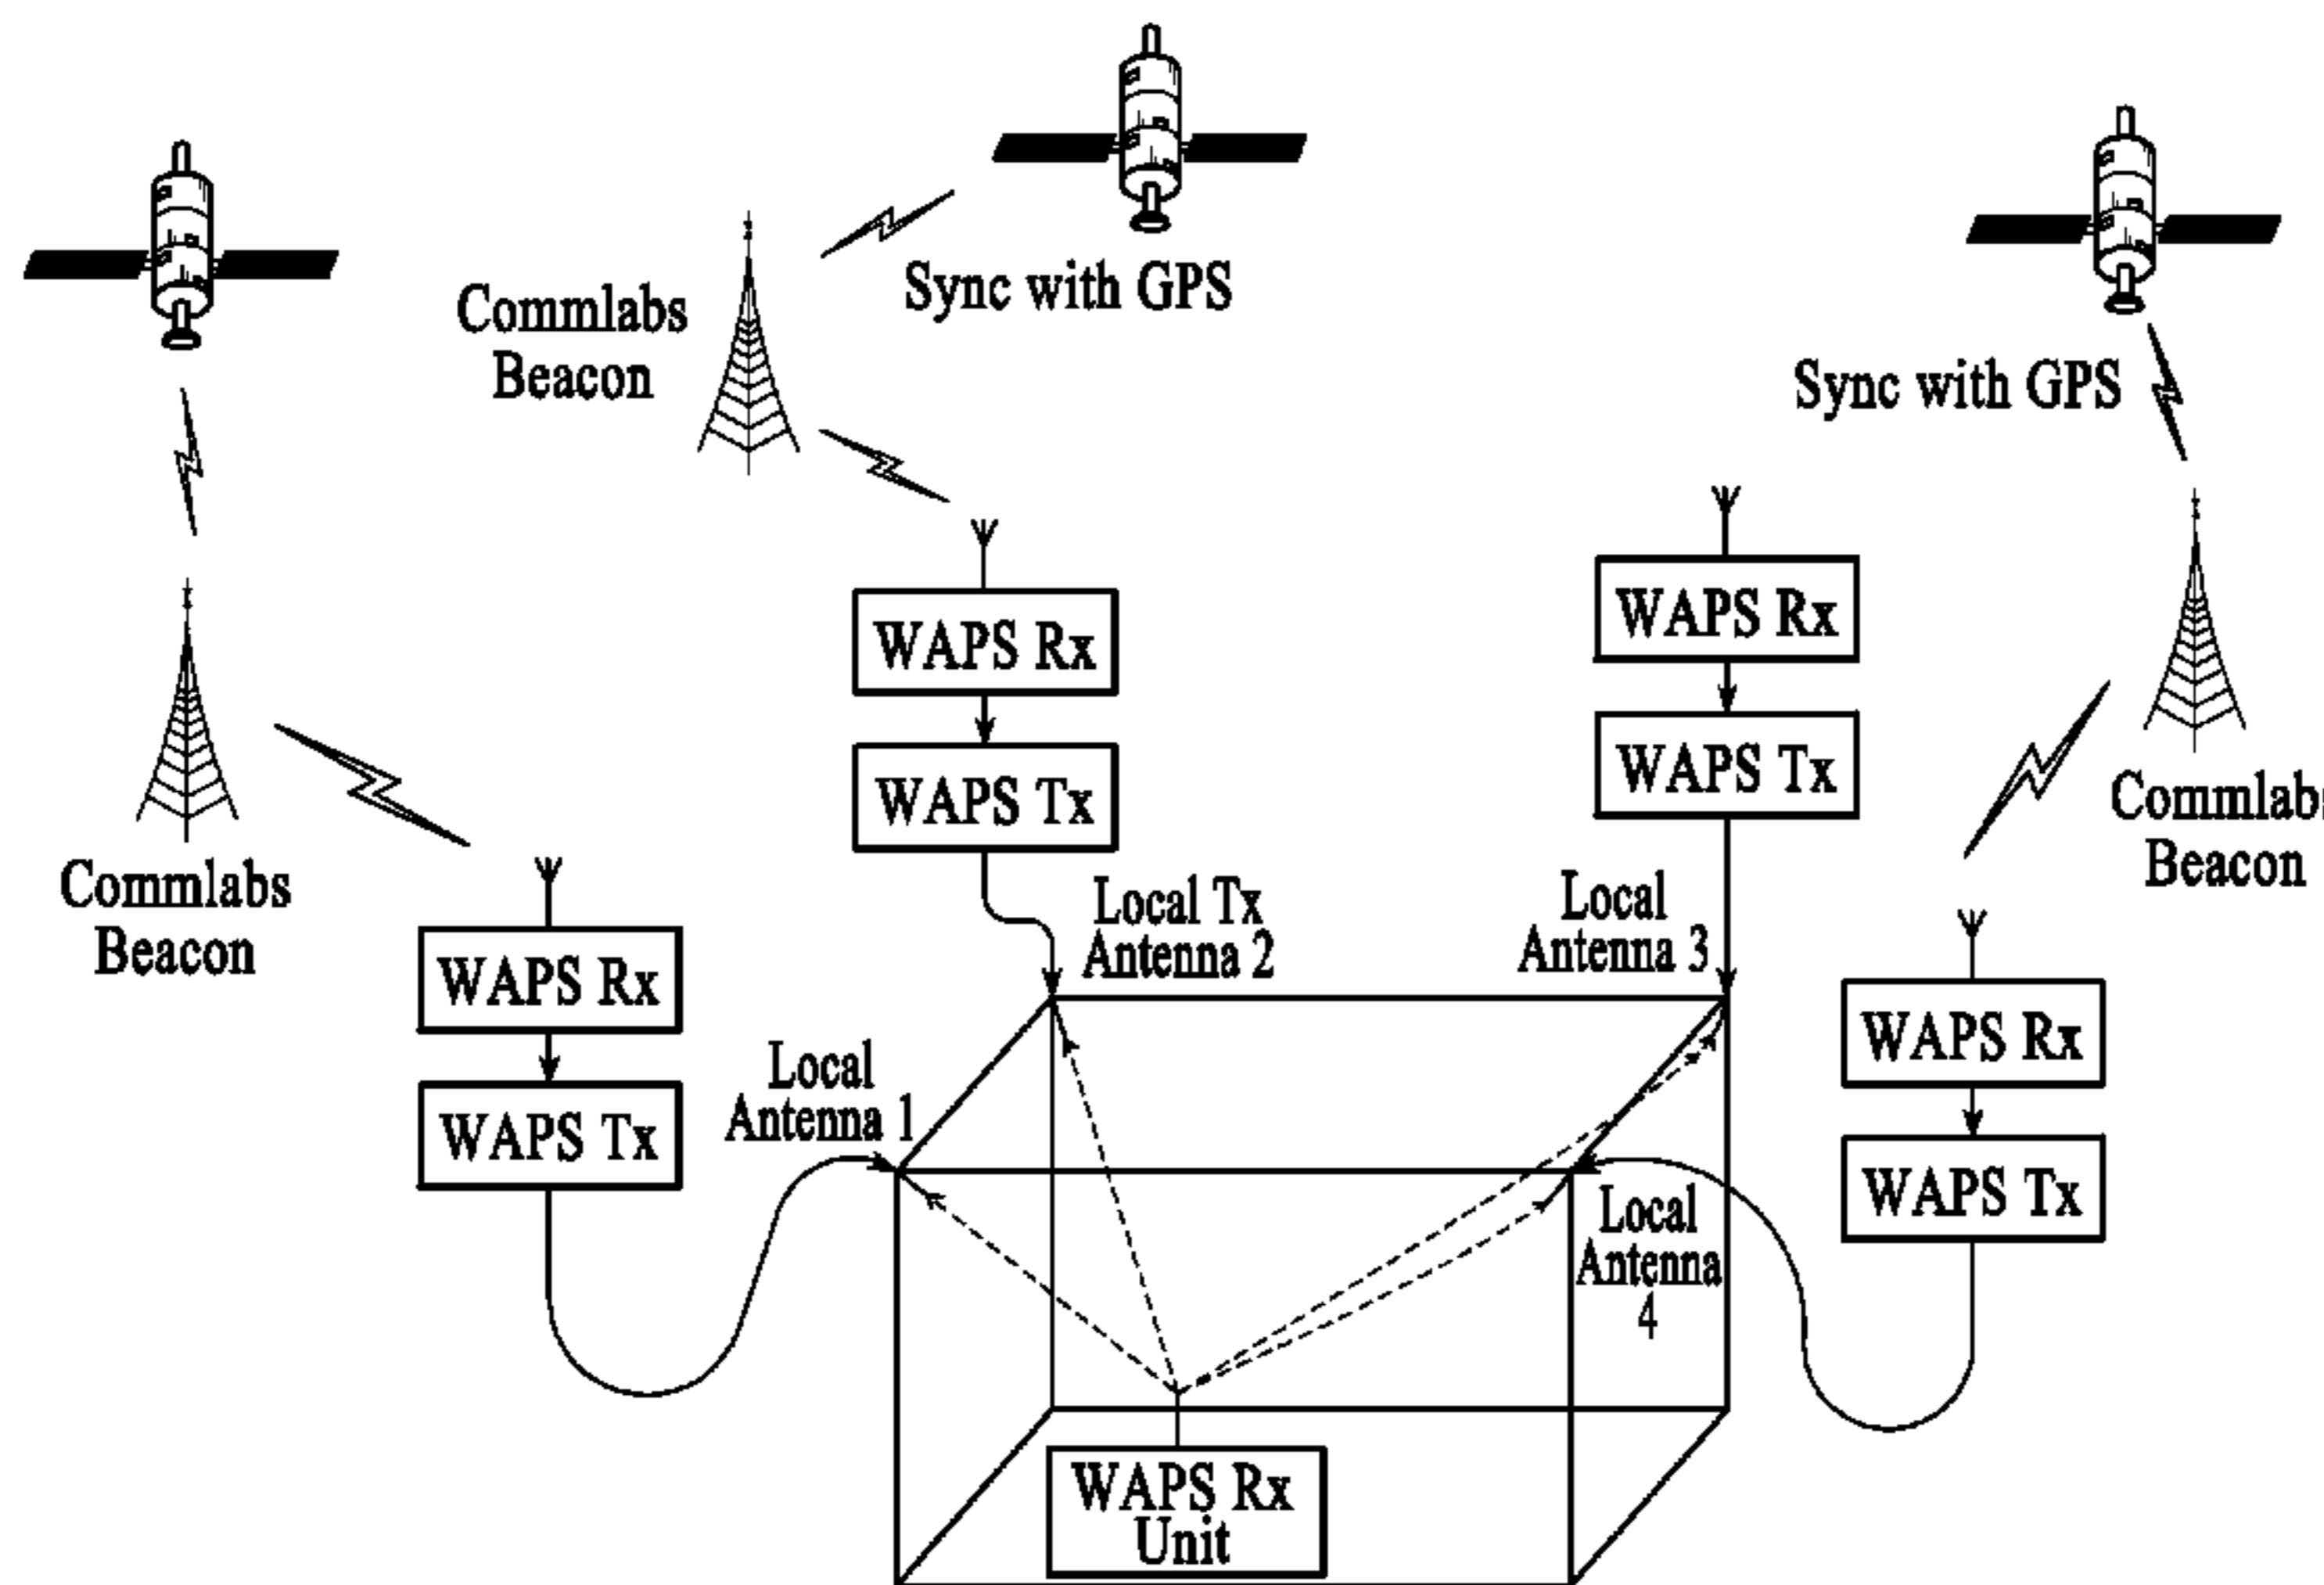 Sync with GPS
Commlabs
Beacon
Sync with GPS
WAPS Rx
WAPS Tx
WAPS Rx
WAPS Tx
Commlabs
Beacon
Commlabs
Beacon
Local Tx
Antenna 2
Local
Antenna 3
WAPS Rx
WAPS Tx
Local
Antenna 1
WAPS Rx
WAPS Tx
Local
Antenna
4
WAPS Rx
Unit